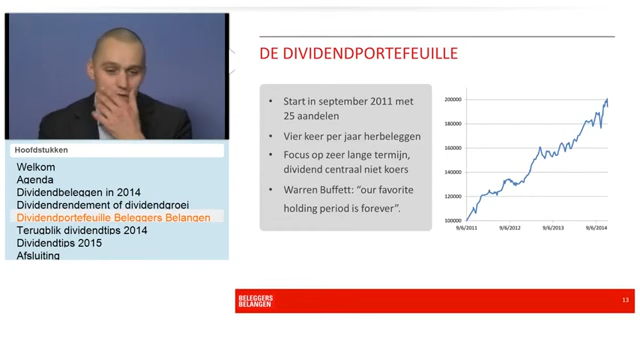 DE DIVIDENDPORTEFEUILLE
• Start in september 2011 met
25 aandelen
• Vier keer per jaar herbeleggen
• Focus op zeer lange termijn,
dividend centraal niet koers
• Warren Buffett: “our favorite
holding period is forever”.
200000
180000
160000
140000
120000
100000
9/6/2011 9/6/2012 9/6/2013 9/6/2014
Hoofdstukken
Welkom
Agenda
Dividendbeleggen in 2014
Dividendrendement of dividendgroei
Dividendportefeuille Beleggers Belangen
Terugblik dividendtips 2014
Dividendtips 2015
Afsluiting
BELEGGERS
BELANGEN
13